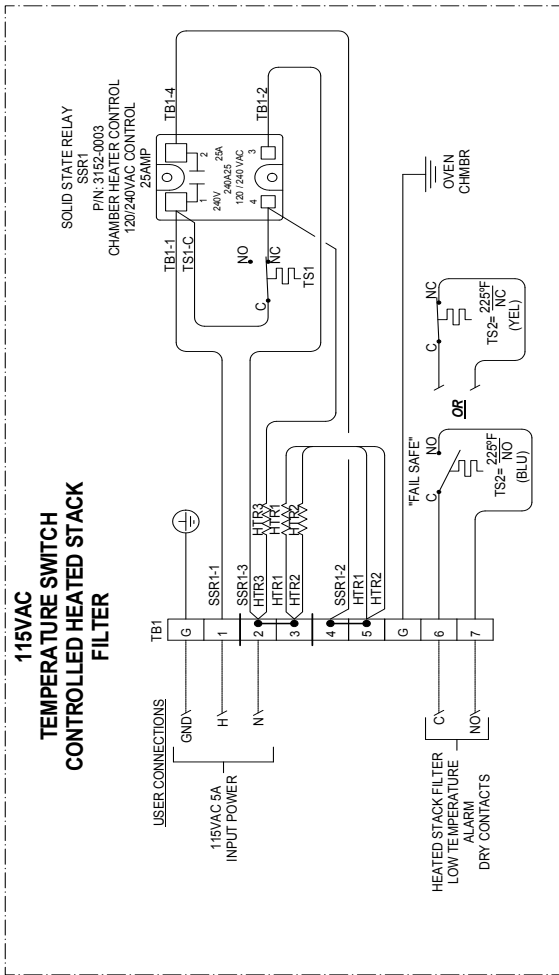 115VAC
TEMPERATURE SWITCH
CONTROLLED HEATED STACK
FILTER
USER CONNECTIONS
115VAC 5A
INPUT POWER
GND
H
N
HEATED STACK FILTER
LOW TEMPERATURE
ALARM
DRY CONTACTS
C
NO
TB1
G
1
2
3
4
5
G
6
7
SSR1-1
SSR1-3
HTR3
HTR1
HTR2
SSR1-2
HTR1
HTR2
HTR3
HTR1
HTR2
SOLID STATE RELAY
SSR1
P/N: 3152-0003
CHAMBER HEATER CONTROL
120/240VAC CONTROL
25AMP
TB1-1
TS1-C
TB1-4
TB1-2
1
2
240V
25A
240A25
120 / 240 VAC
4
3
NO
NC
C
TS1
OVEN
CHMBR
"FAIL SAFE"
C
NO
TS2= 225ºF
NO
(BLU)
OR
C
NC
TS2= 225ºF
NC
(YEL)